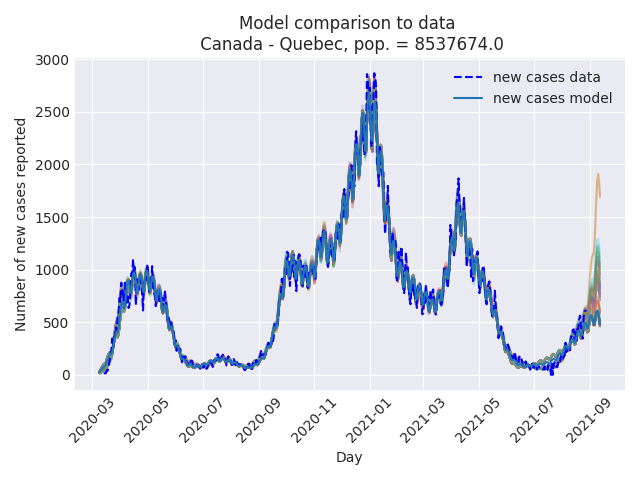 Model comparison to data
Canada - Quebec, pop. = 8537674.0
new cases data
new cases model
Number of new cases reported
3000
2500
2000
1500
1000
500
0
2020-03
2020-05
2020-07
2020-09
2020-11
2021-01
2021-03
2021-05
2021-07
2021-09
Day